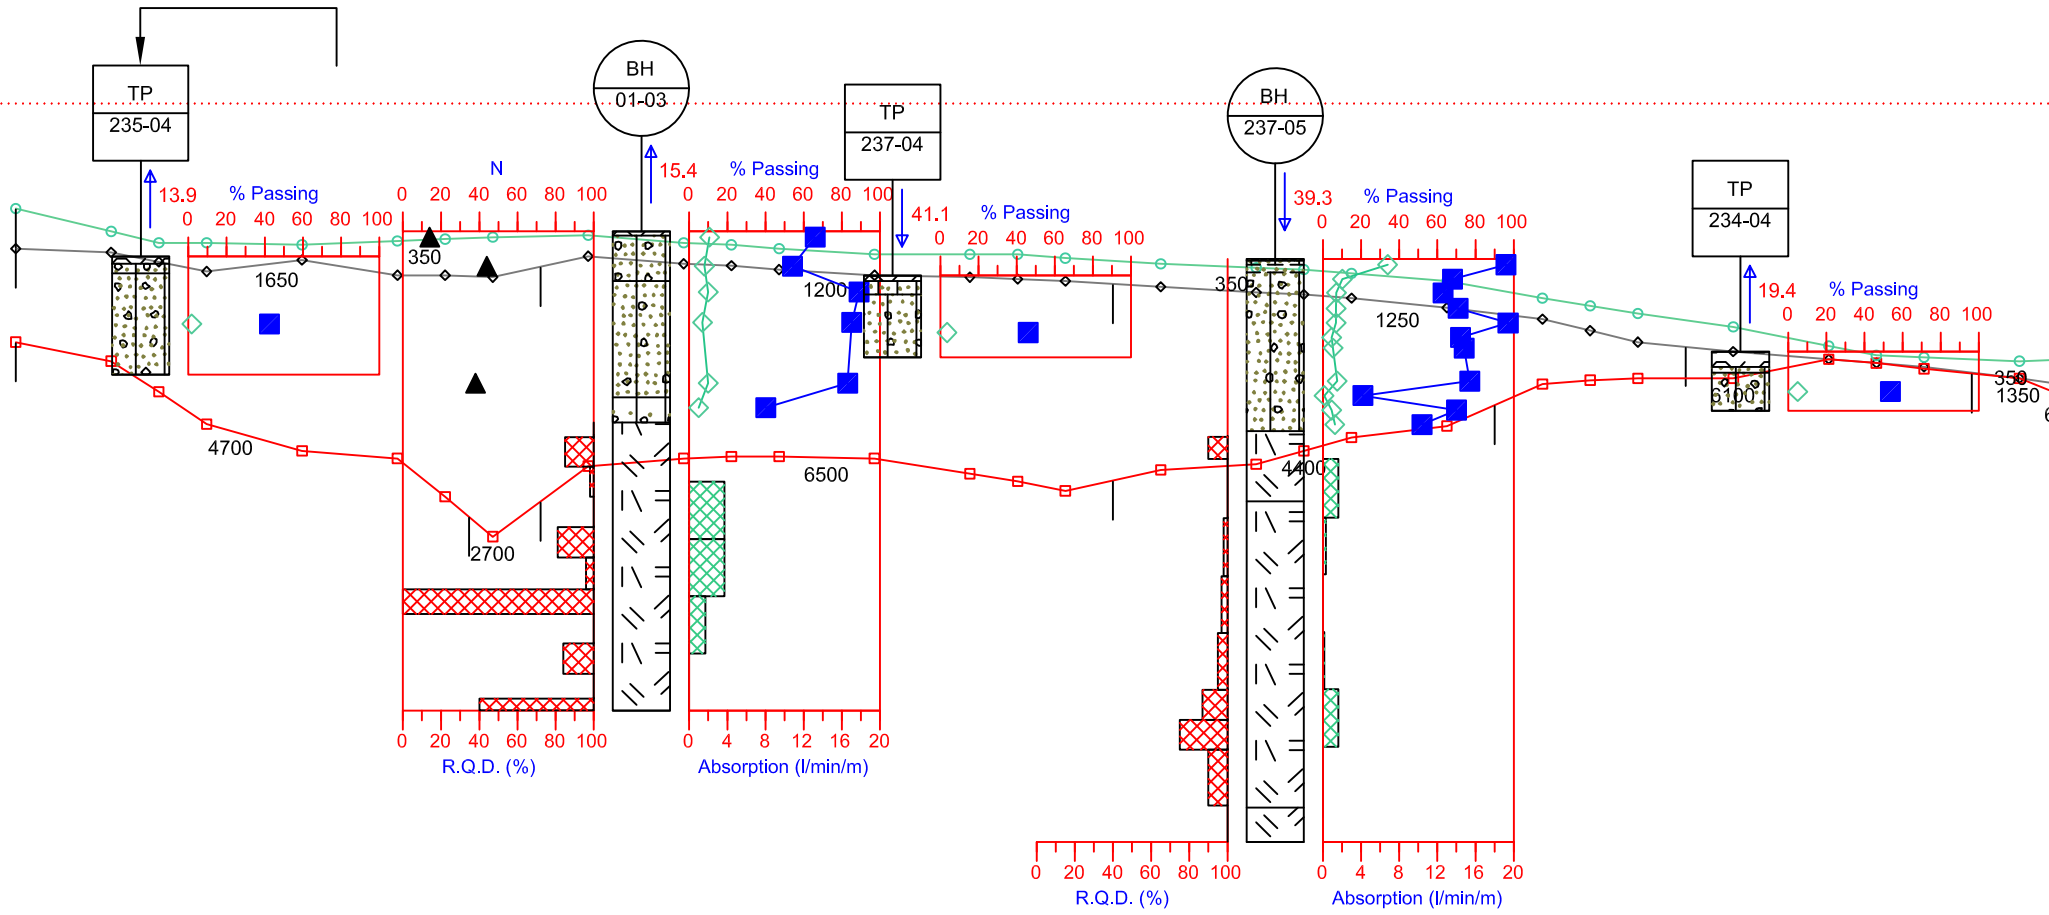 BH
01-03
BH
237-05
TP
235-04
TP
237-04
TP
234-04
13.9
% Passing
0 20 40 60 80 100
N
0 20 40 60 80 100
15.4
% Passing
0 20 40 60 80 100
41.1
% Passing
0 20 40 60 80 100
39.3
% Passing
0 20 40 60 80 100
19.4
% Passing
0 20 40 60 80 100
350
1650
1200
350
1250
350
1350
6100
4700
2700
6500
4400
0 20 40 60 80 100
R.Q.D. (%)
0 4 8 12 16 20
Absorption (l/min/m)
0 20 40 60 80 100
R.Q.D. (%)
0 4 8 12 16 20
Absorption (l/min/m)